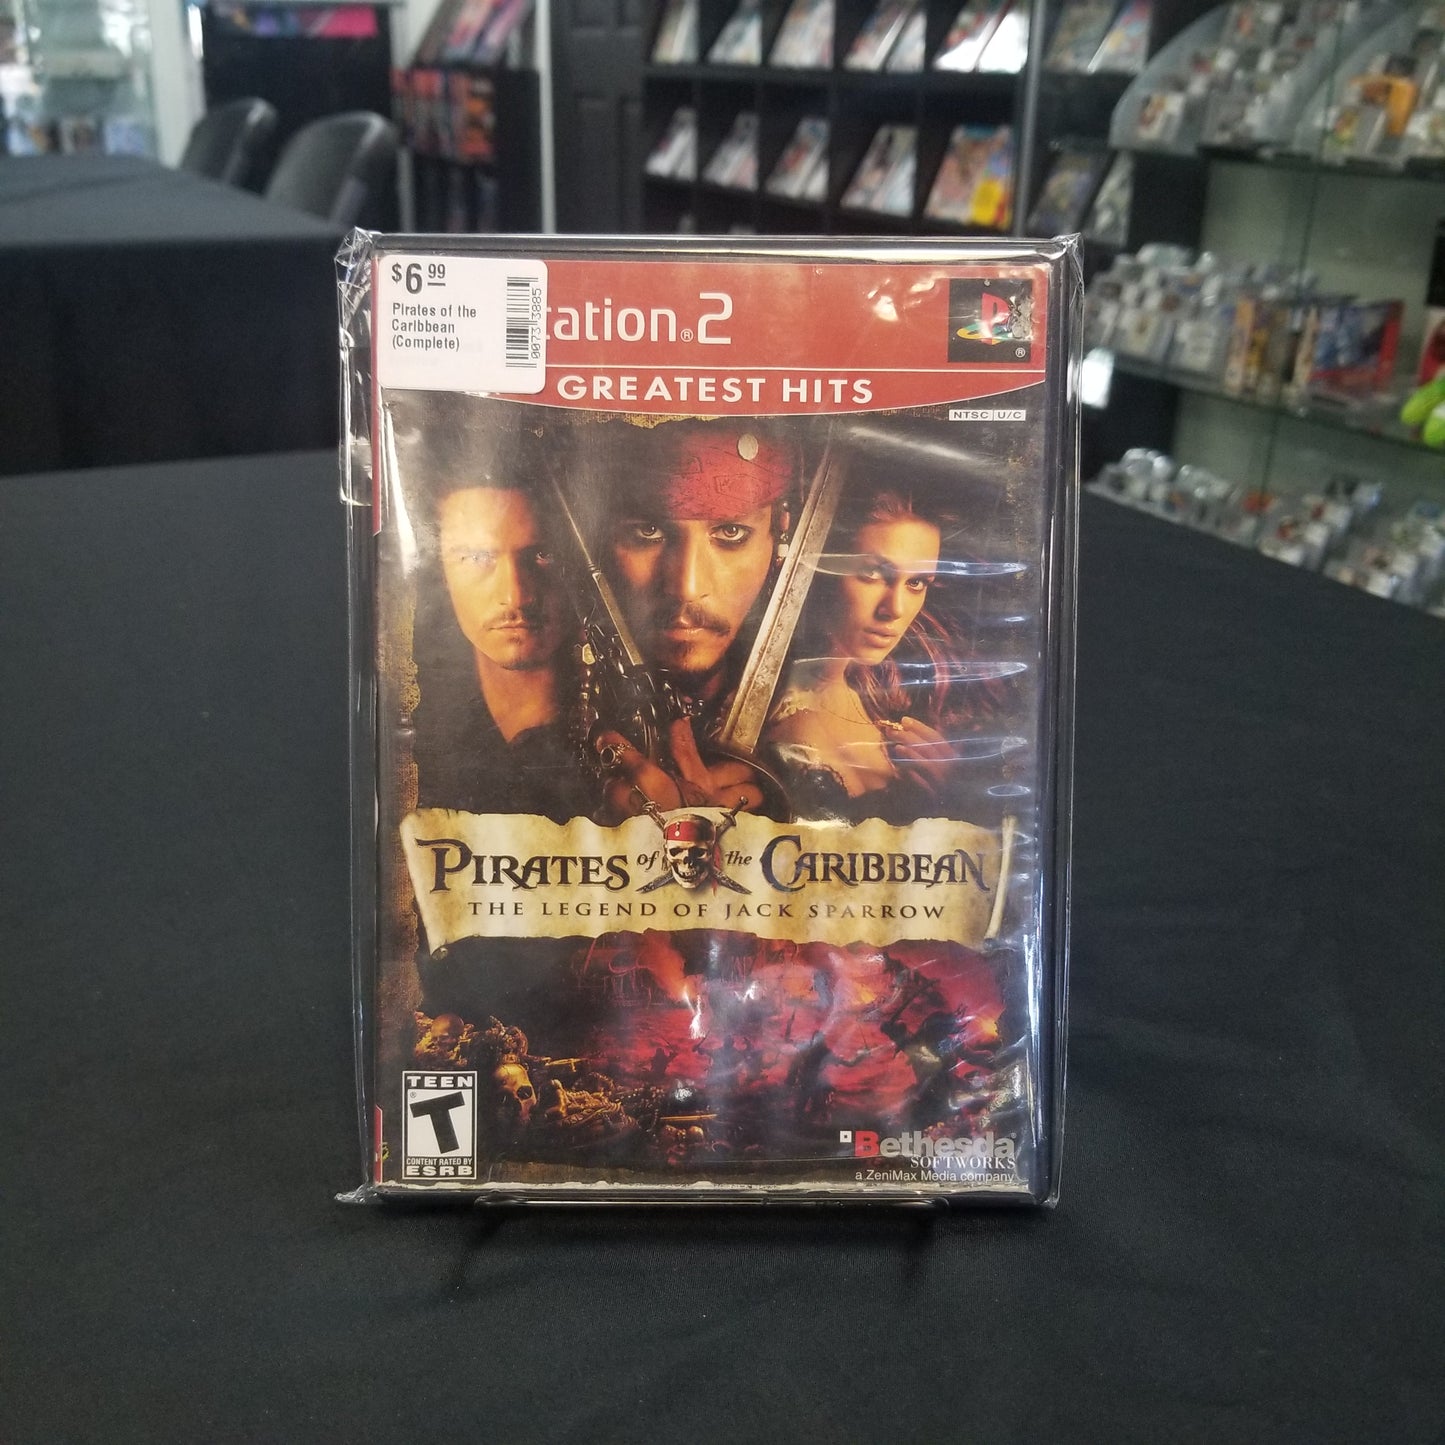 $6.99
Pirates of the
Caribbean
(Complete)
00733885
tation®2
®
GREATEST HITS
NTSC U/C
PIRATES of the CARIBBEAN
THE LEGEND OF JACK SPARROW
TEEN
®
T
CONTENT RATED BY
ESRB
Bethesda®
SOFTWORKS
a ZeniMax Media company